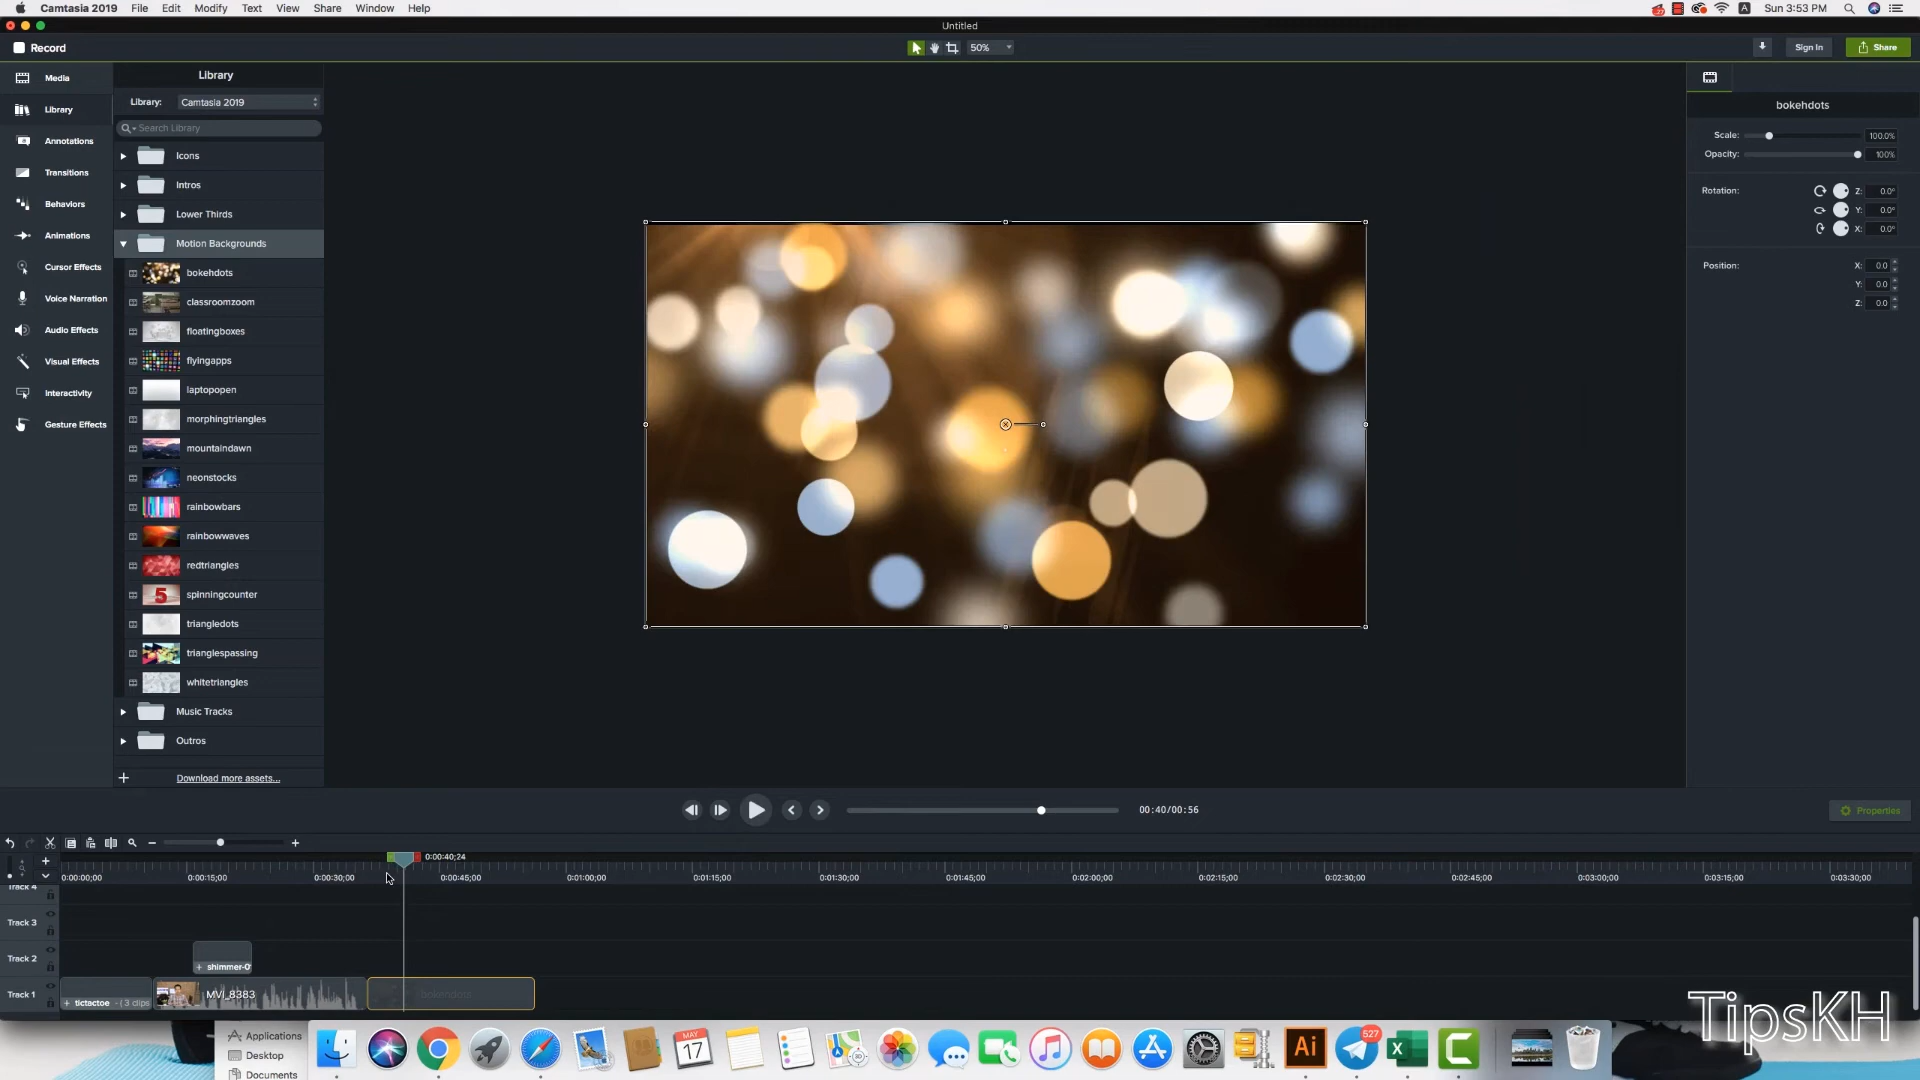 Camtasia 2019 File Edit Modify Text View Share Window Help Sun 3:53 PM
Untitled
Record 50% Sign In Share
Media
Library
Annotations
Transitions
Behaviors
Animations
Cursor Effects
Voice Narration
Audio Effects
Visual Effects
Interactivity
Gesture Effects
Library
Library: Camtasia 2019
Search Library
Icons
Intros
Lower Thirds
Motion Backgrounds
bokehdots
classroomzoom
floatingboxes
flyingapps
laptopopen
morphingtriangles
mountaindawn
neonstocks
rainbowbars
rainbowwaves
redtriangles
5 spinningcounter
triangledots
trianglespassing
whitetriangles
Music Tracks
Outros
+ Download more assets...
bokehdots
Scale: 100.0%
Opacity: 100%
Rotation: Z: 0.0°
Y: 0.0°
X: 0.0°
Position: X: 0.0
Y: 0.0
Z: 0.0
00:40/00:56
Properties
0:00:40;24
0:00:00;00 0:00:15;00 0:00:30;00 0:00:45;00 0:01:00;00 0:01:15;00 0:01:30;00 0:01:45;00 0:02:00;00 0:02:15;00 0:02:30;00 0:02:45;00 0:03:00;00 0:03:15;00 0:03:30;00
Track 4
Track 3
Track 2
+ shimmer-0
Track 1
+ tictactoe - ( 3 clips
MVI_8383
bokehdots
TipsKH
Applications
Desktop
Documents
MAY
17
Ai
527